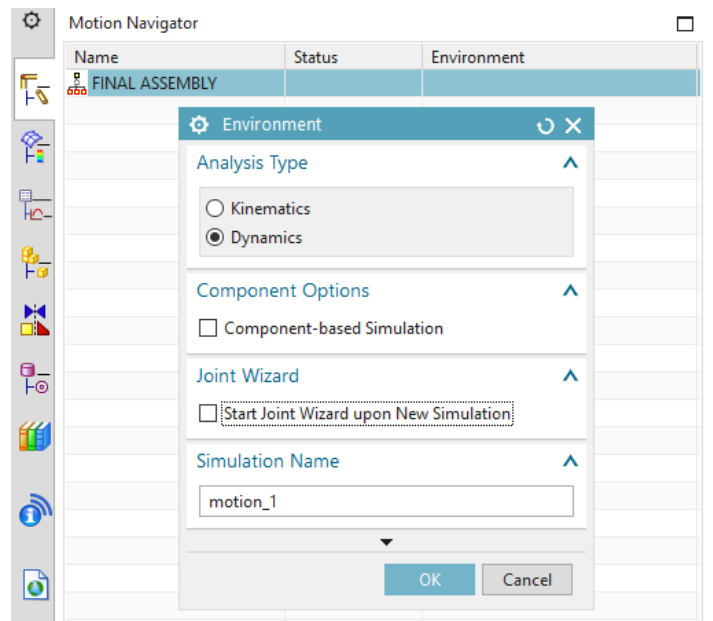 Motion Navigator
Name Status Environment
FINAL ASSEMBLY
Environment
Analysis Type
Kinematics
Dynamics
Component Options
Component-based Simulation
Joint Wizard
Start Joint Wizard upon New Simulation
Simulation Name
motion_1
OK Cancel